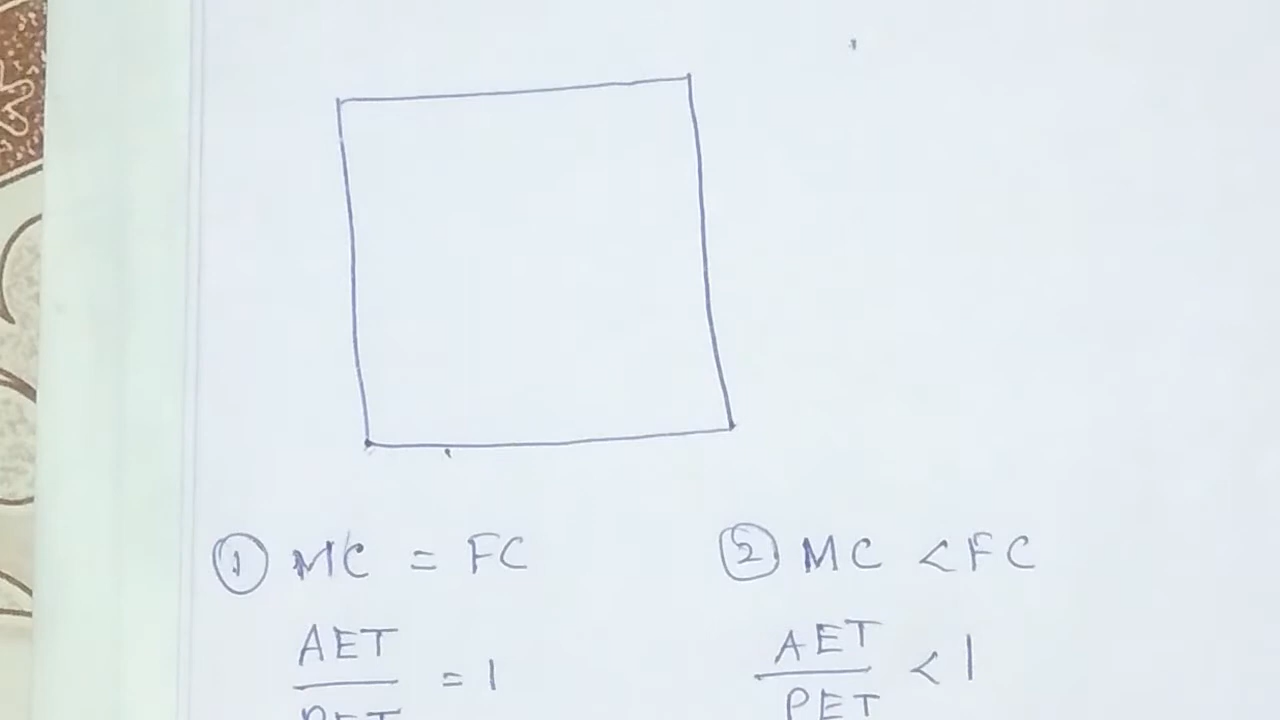 ① MC = FC
AET / PET = 1
② MC < FC
AET / PET < 1